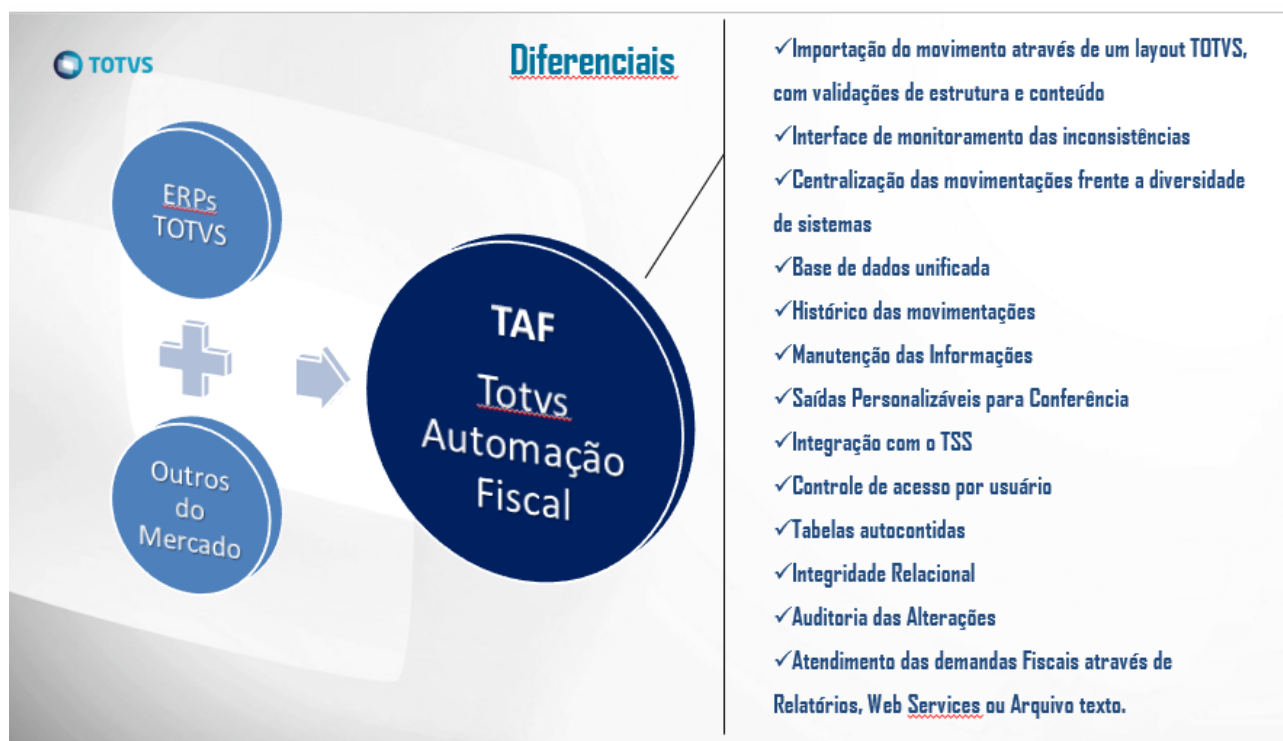 TOTVS
Diferenciais
ERPs
TOTVS
Outros
do
Mercado
TAF
Totvs
Automação
Fiscal
✓Importação do movimento através de um layout TOTVS,
com validações de estrutura e conteúdo
✓Interface de monitoramento das inconsistências
✓Centralização das movimentações frente a diversidade
de sistemas
✓Base de dados unificada
✓Histórico das movimentações
✓Manutenção das Informações
✓Saídas Personalizáveis para Conferência
✓Integração com o TSS
✓Controle de acesso por usuário
✓Tabelas autocontidas
✓Integridade Relacional
✓Auditoria das Alterações
✓Atendimento das demandas Fiscais através de
Relatórios, Web Services ou Arquivo texto.